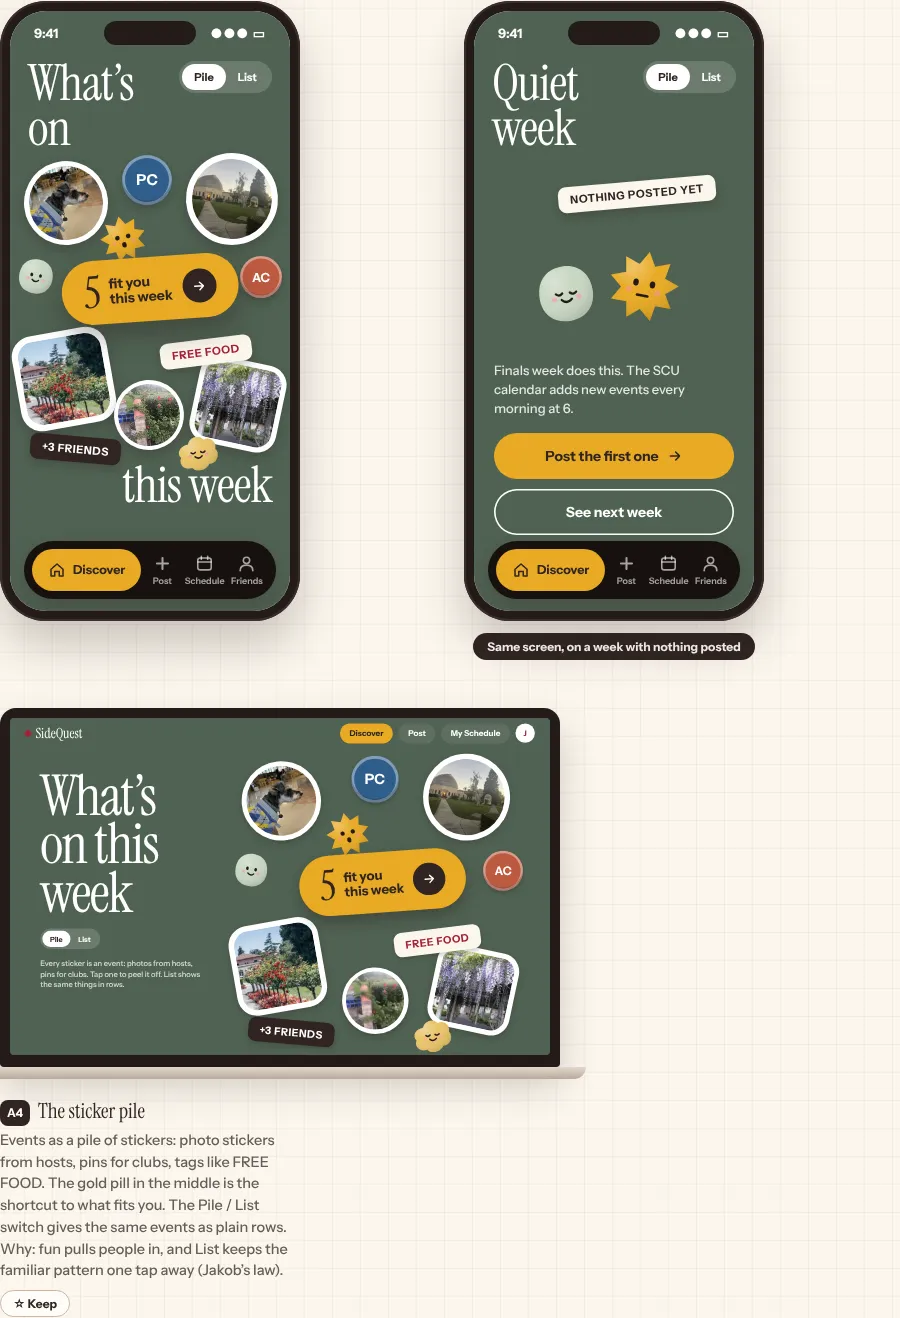 9:41
What's
on
Pile
List
PC
5
fit you
this week
AC
FREE FOOD
+3 FRIENDS
this week
Discover
Post
Schedule
Friends
9:41
Quiet
week
Pile
List
NOTHING POSTED YET
Finals week does this. The SCU
calendar adds new events every
morning at 6.
Post the first one →
See next week
Discover
Post
Schedule
Friends
Same screen, on a week with nothing posted
SideQuest
Discover
Post
My Schedule
J
What's
on this
week
Pile
List
Every sticker is an event: photos from hosts,
pins for clubs. Tap one to peel it off. List shows
the same things in rows.
PC
5
fit you
this week
AC
FREE FOOD
+3 FRIENDS
A4 The sticker pile
Events as a pile of stickers: photo stickers
from hosts, pins for clubs, tags like FREE
FOOD. The gold pill in the middle is the
shortcut to what fits you. The Pile / List
switch gives the same events as plain rows.
Why: fun pulls people in, and List keeps the
familiar pattern one tap away (Jakob's law).
☆ Keep